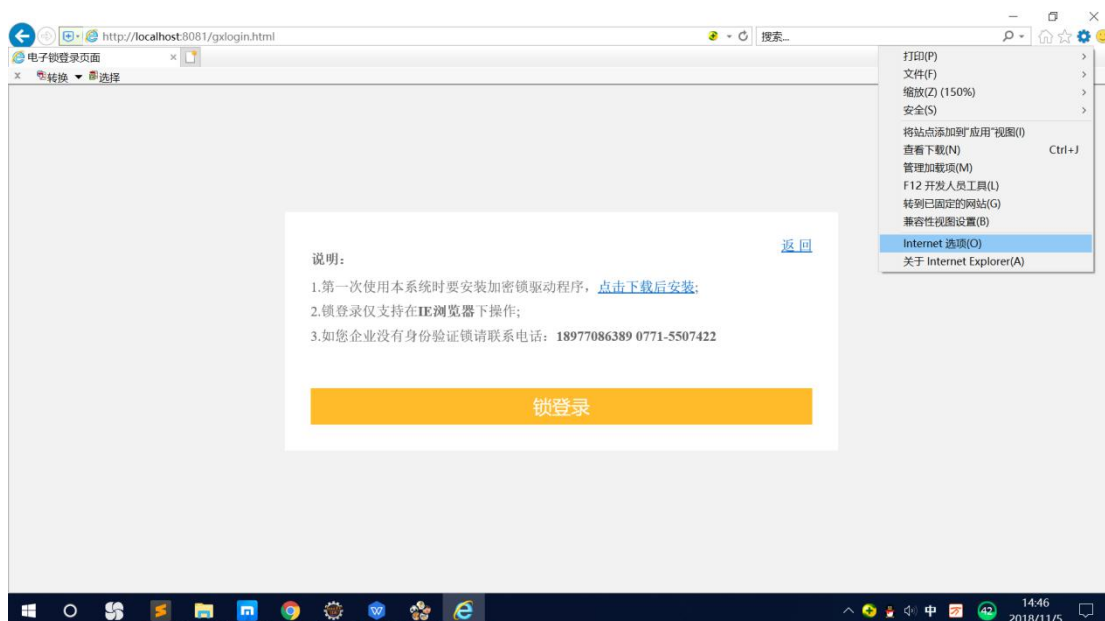 http://localhost:8081/gxlogin.html
搜索...
电子锁登录页面
×
转换 ▼ 选择
打印(P)
文件(F)
缩放(Z) (150%)
安全(S)
将站点添加到"应用"视图(I)
查看下载(N) Ctrl+J
管理加载项(M)
F12 开发人员工具(L)
转到已固定的网站(G)
兼容性视图设置(B)
Internet 选项(O)
关于 Internet Explorer(A)
返回
说明：
1.第一次使用本系统时要安装加密锁驱动程序，点击下载后安装;
2.锁登录仅支持在IE浏览器下操作;
3.如您企业没有身份验证锁请联系电话：18977086389 0771-5507422
锁登录
中
42
14:46
2018/11/5